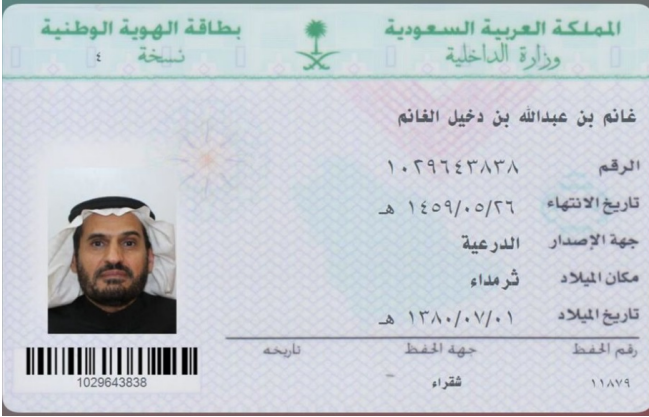 المملكة العربية السعودية
وزارة الداخلية
بطاقة الهوية الوطنية
نسخة ٤
غانم بن عبدالله بن دخيل الغانم
الرقم ١٠٢٩٦٤٣٨٣٨
تاريخ الانتهاء ١٤٥٩/٠٥/٢٦ هـ
جهة الإصدار الدرعية
مكان الميلاد ثرمداء
تاريخ الميلاد ١٣٨٠/٠٧/٠١ هـ
رقم الحفظ جهة الحفظ تاريخه
١١٨٧٩ شقراء
1029643838